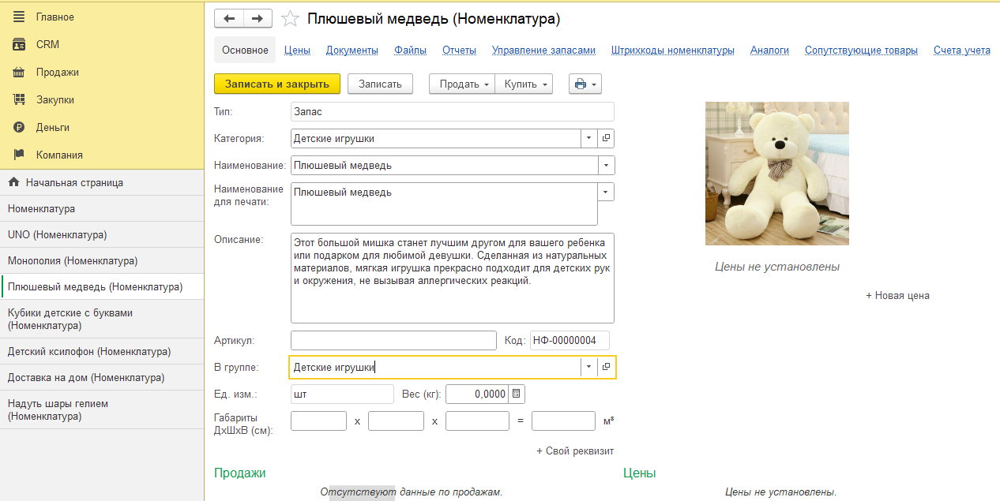 Главное
CRM
Продажи
Закупки
Деньги
Компания
Начальная страница
Номенклатура
UNO (Номенклатура)
Монополия (Номенклатура)
Плюшевый медведь (Номенклатура)
Кубики детские с буквами
(Номенклатура)
Детский ксилофон (Номенклатура)
Доставка на дом (Номенклатура)
Надуть шары гелием
(Номенклатура)
Плюшевый медведь (Номенклатура)
Основное Цены Документы Файлы Отчеты Управление запасами Штрихкоды номенклатуры Аналоги Сопутствующие товары Счета учета
Записать и закрыть Записать Продать Купить
Тип: Запас
Категория: Детские игрушки
Наименование: Плюшевый медведь
Наименование
для печати: Плюшевый медведь
Описание: Этот большой мишка станет лучшим другом для вашего ребенка
или подарком для любимой девушки. Сделанная из натуральных
материалов, мягкая игрушка прекрасно подходит для детских рук
и окружения, не вызывая аллергических реакций.
Артикул: Код: НФ-00000004
В группе: Детские игрушки
Ед. изм.: шт Вес (кг): 0,0000
Габариты
ДхШхВ (см): х х = м³
+ Свой реквизит
Цены не установлены
+ Новая цена
Продажи
Отсутствуют данные по продажам.
Цены
Цены не установлены.